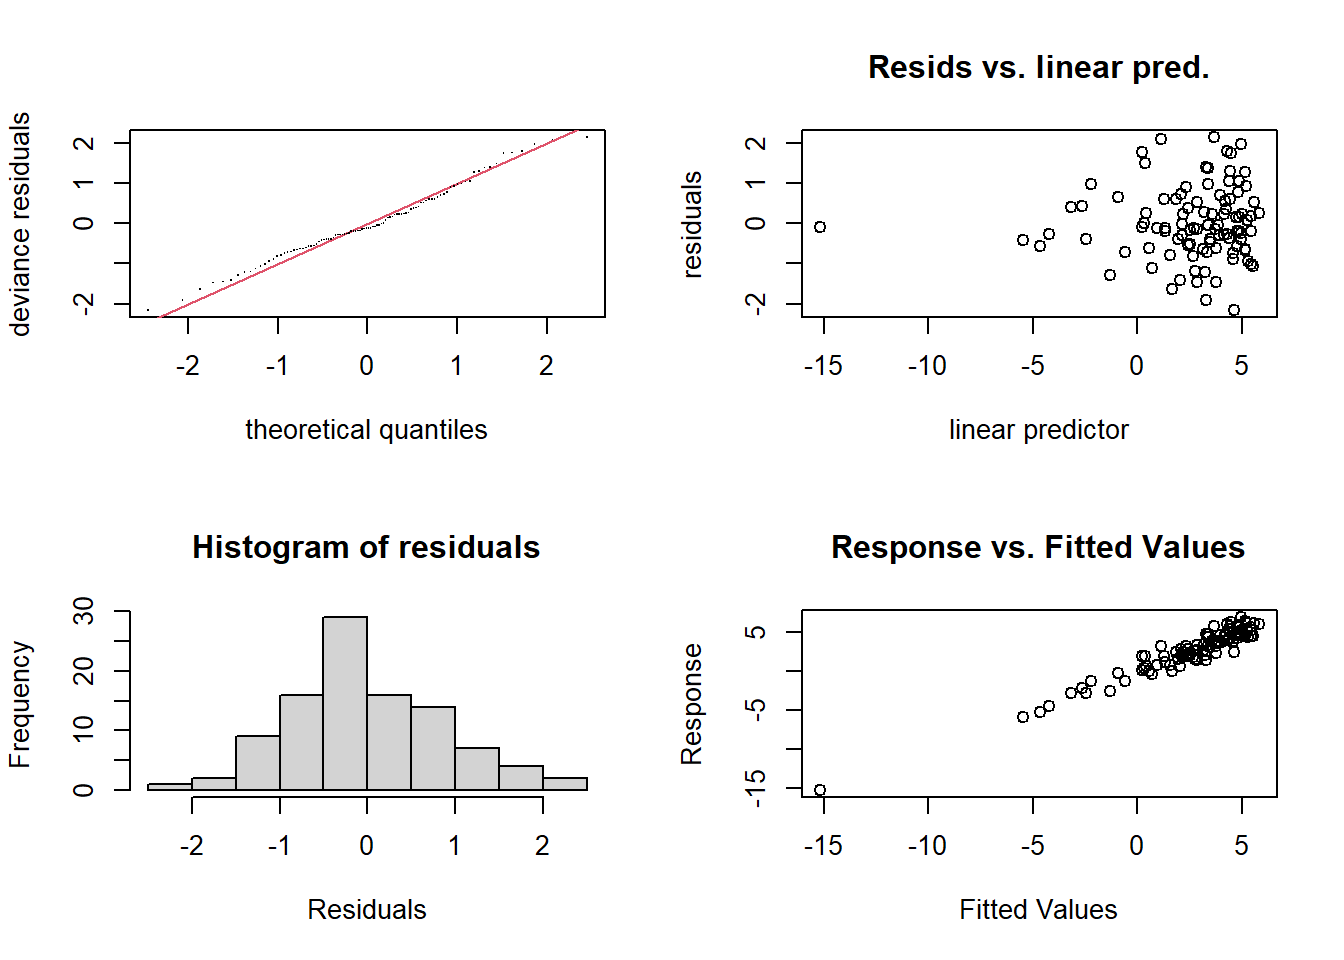 deviance residuals
2
1
0
-2
-2 -1 0 1 2
theoretical quantiles
Resids vs. linear pred.
residuals
2
1
0
-2
-15 -10 -5 0 5
linear predictor
Histogram of residuals
Frequency
30
20
10
0
-2 -1 0 1 2
Residuals
Response vs. Fitted Values
Response
5
-5
-15
-15 -10 -5 0 5
Fitted Values